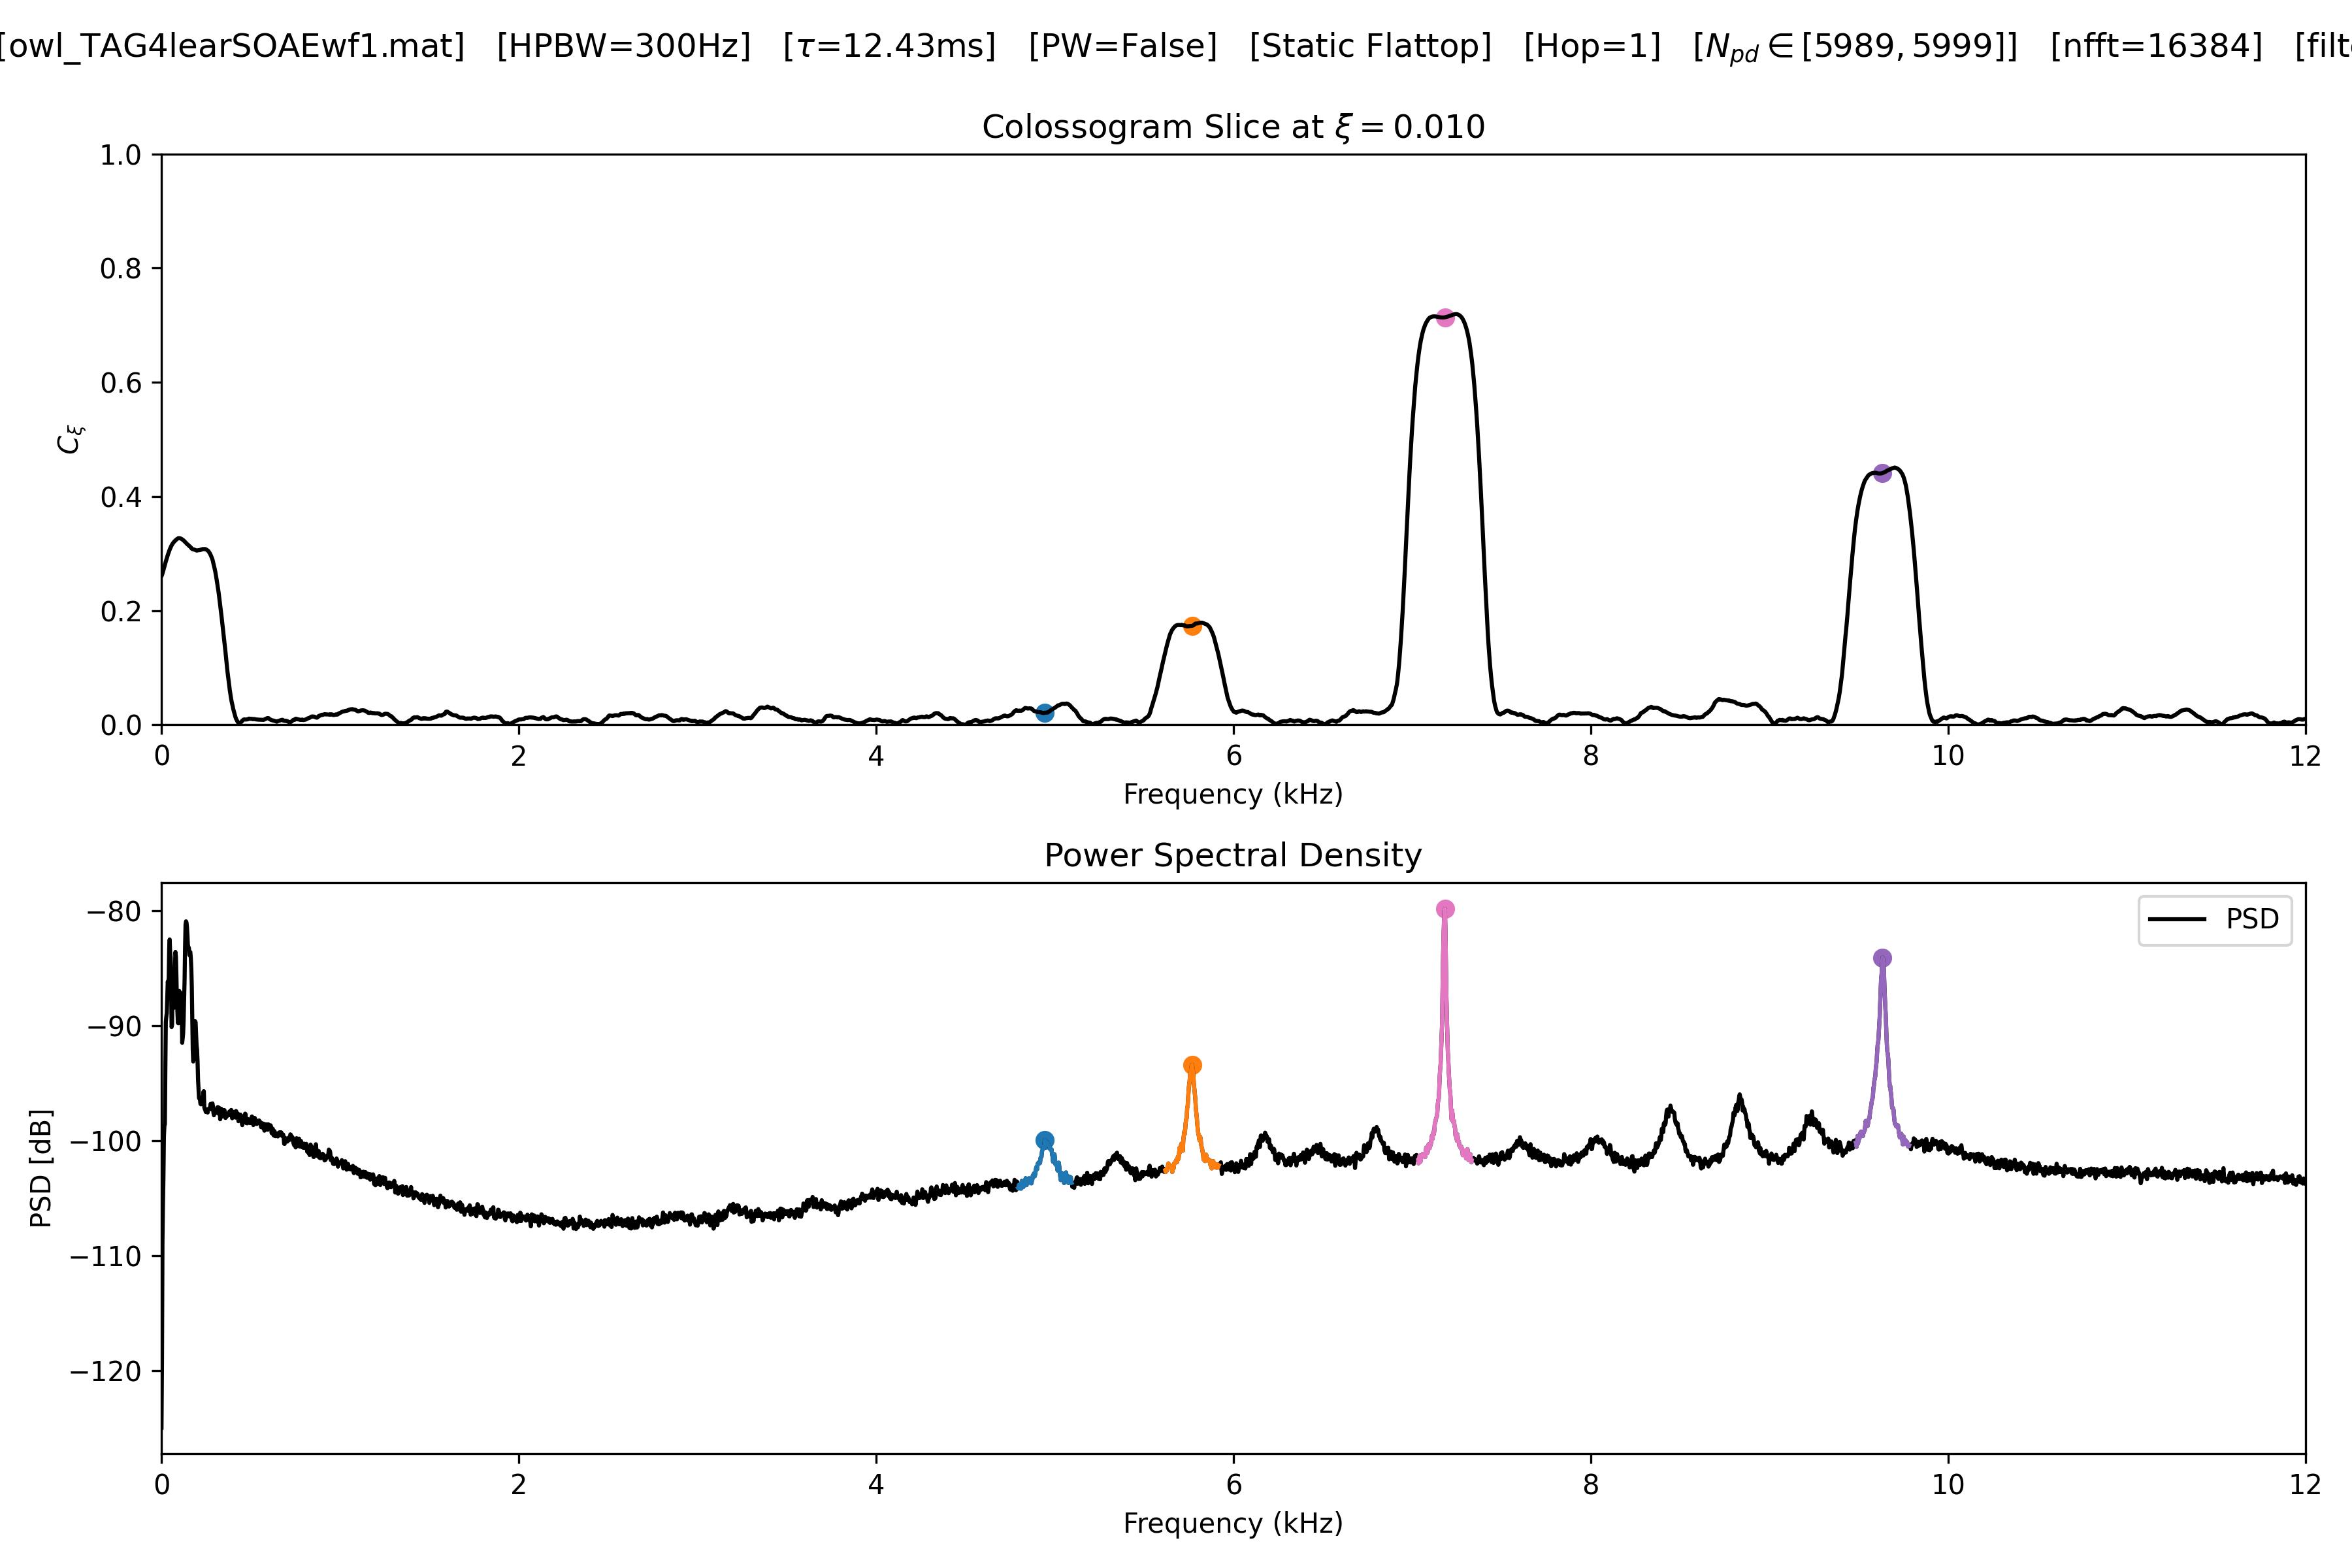 [owl_TAG4learSOAEwf1.mat] [HPBW=300Hz] [τ=12.43ms] [PW=False] [Static Flattop] [Hop=1] [N_pd ∈ [5989, 5999]] [nfft=16384]
Colossogram Slice at ξ = 0.010
1.0
0.8
0.6
0.4
0.2
0.0
C_ξ
0 2 4 6 8 10 12
Frequency (kHz)
Power Spectral Density
PSD
−80
−90
−100
−110
−120
PSD [dB]
0 2 4 6 8 10 12
Frequency (kHz)